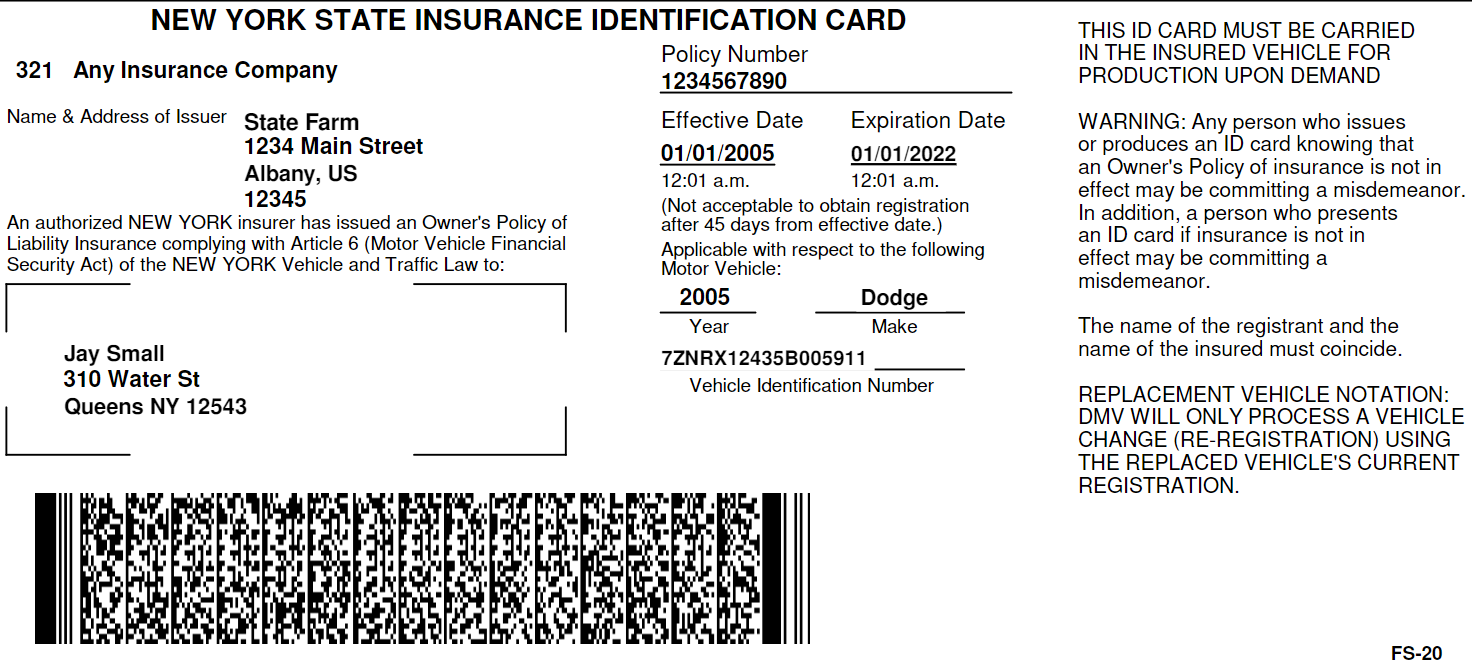 NEW YORK STATE INSURANCE IDENTIFICATION CARD
321 Any Insurance Company
Name & Address of Issuer
State Farm
1234 Main Street
Albany, US
12345
An authorized NEW YORK insurer has issued an Owner's Policy of
Liability Insurance complying with Article 6 (Motor Vehicle Financial
Security Act) of the NEW YORK Vehicle and Traffic Law to:
Jay Small
310 Water St
Queens NY 12543
Policy Number
1234567890
Effective Date Expiration Date
01/01/2005 01/01/2022
12:01 a.m. 12:01 a.m.
(Not acceptable to obtain registration
after 45 days from effective date.)
Applicable with respect to the following
Motor Vehicle:
2005 Dodge
Year Make
7ZNRX12435B005911
Vehicle Identification Number
THIS ID CARD MUST BE CARRIED
IN THE INSURED VEHICLE FOR
PRODUCTION UPON DEMAND
WARNING: Any person who issues
or produces an ID card knowing that
an Owner's Policy of insurance is not in
effect may be committing a misdemeanor.
In addition, a person who presents
an ID card if insurance is not in
effect may be committing a
misdemeanor.
The name of the registrant and the
name of the insured must coincide.
REPLACEMENT VEHICLE NOTATION:
DMV WILL ONLY PROCESS A VEHICLE
CHANGE (RE-REGISTRATION) USING
THE REPLACED VEHICLE'S CURRENT
REGISTRATION.
FS-20